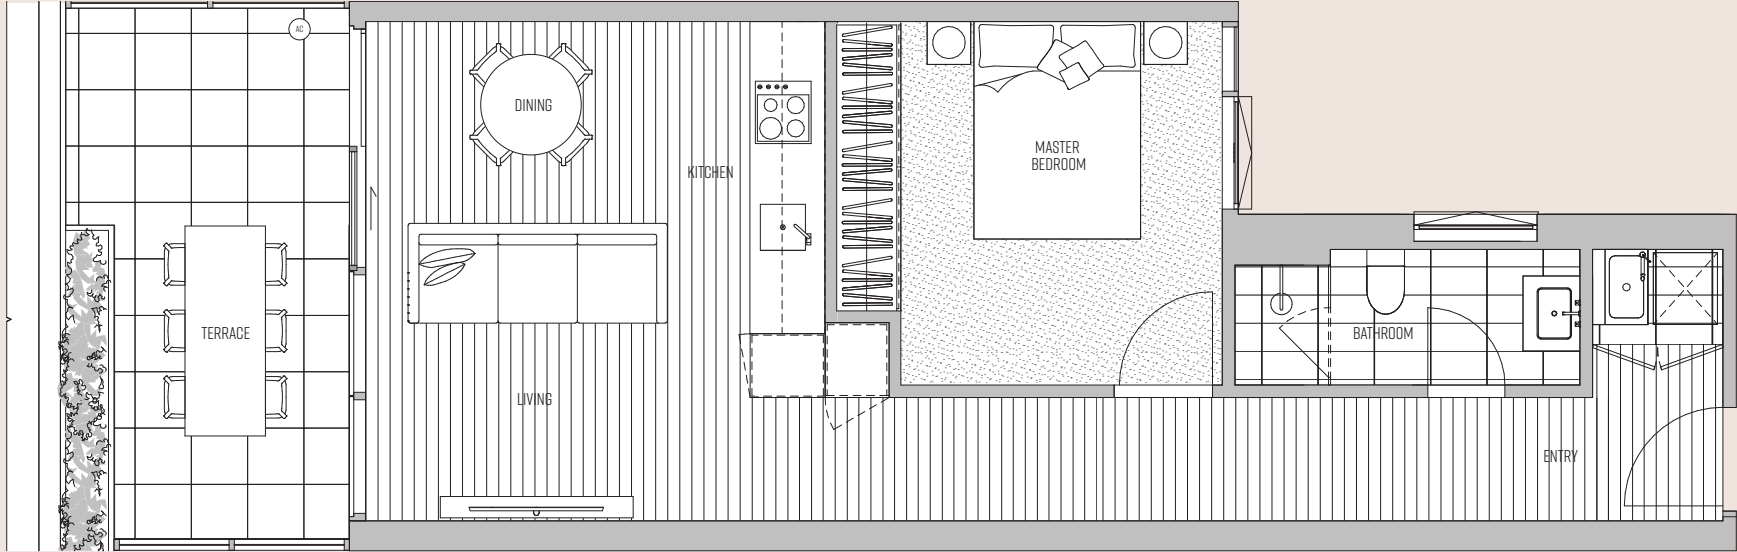 AC
DINING
KITCHEN
MASTER
BEDROOM
TERRACE
BATHROOM
LIVING
ENTRY